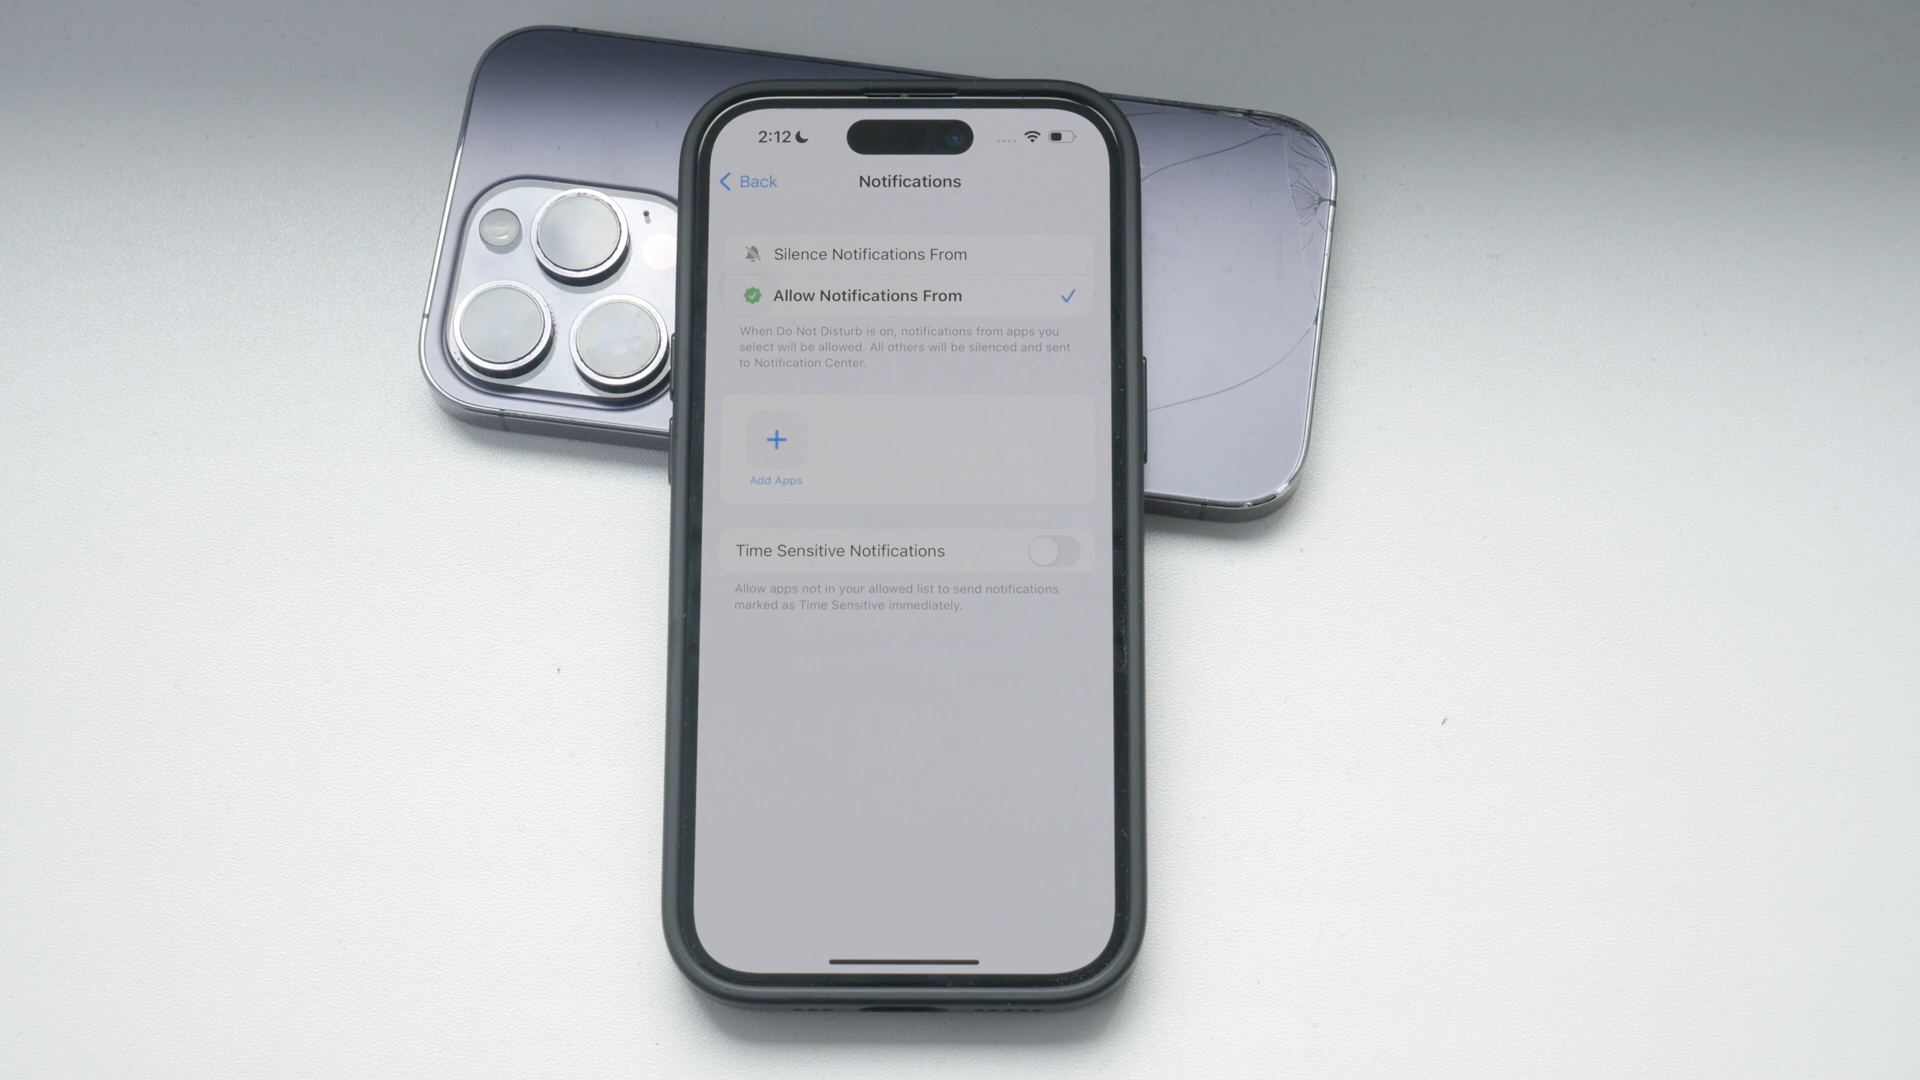 2:12
Back
Notifications
Silence Notifications From
Allow Notifications From
When Do Not Disturb is on, notifications from apps you
select will be allowed. All others will be silenced and sent
to Notification Center.
Add Apps
Time Sensitive Notifications
Allow apps not in your allowed list to send notifications
marked as Time Sensitive immediately.